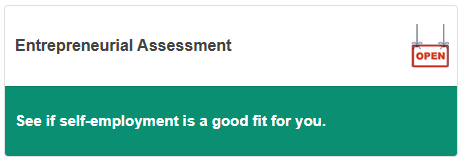 Entrepreneurial Assessment
OPEN
See if self-employment is a good fit for you.